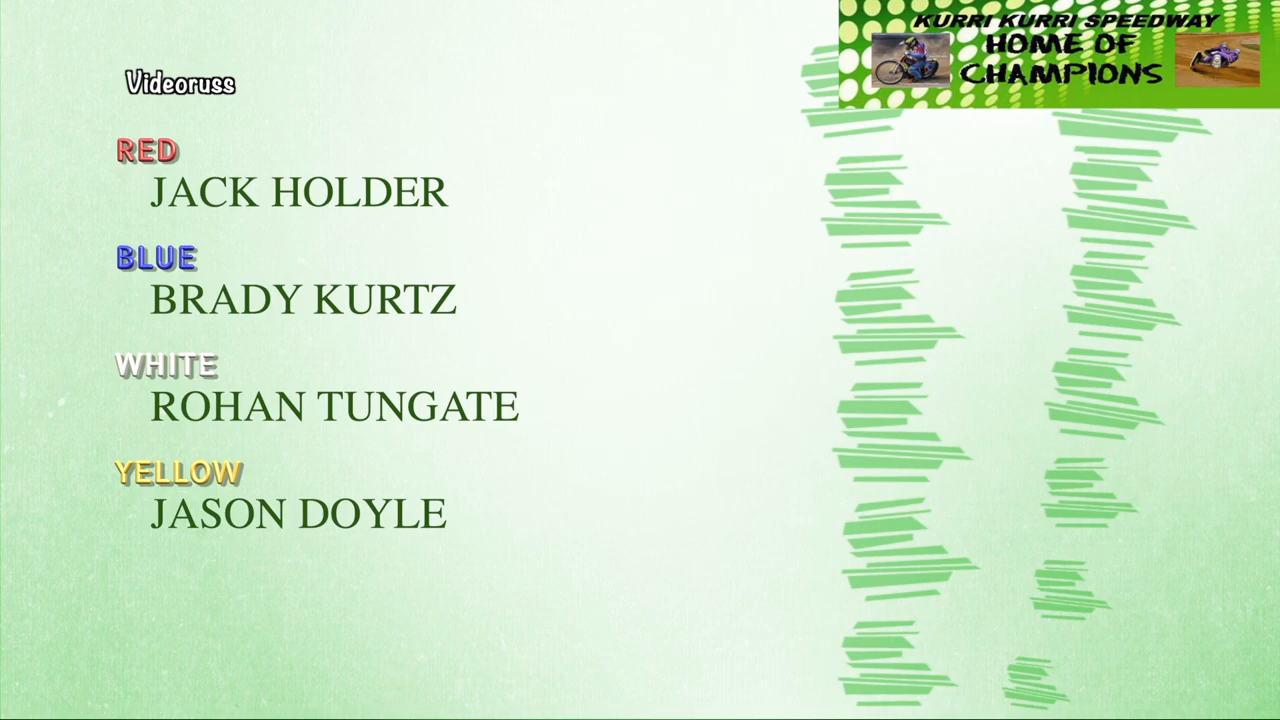 KURRI KURRI SPEEDWAY
HOME OF
CHAMPIONS
Videoruss
RED
JACK HOLDER
BLUE
BRADY KURTZ
WHITE
ROHAN TUNGATE
YELLOW
JASON DOYLE